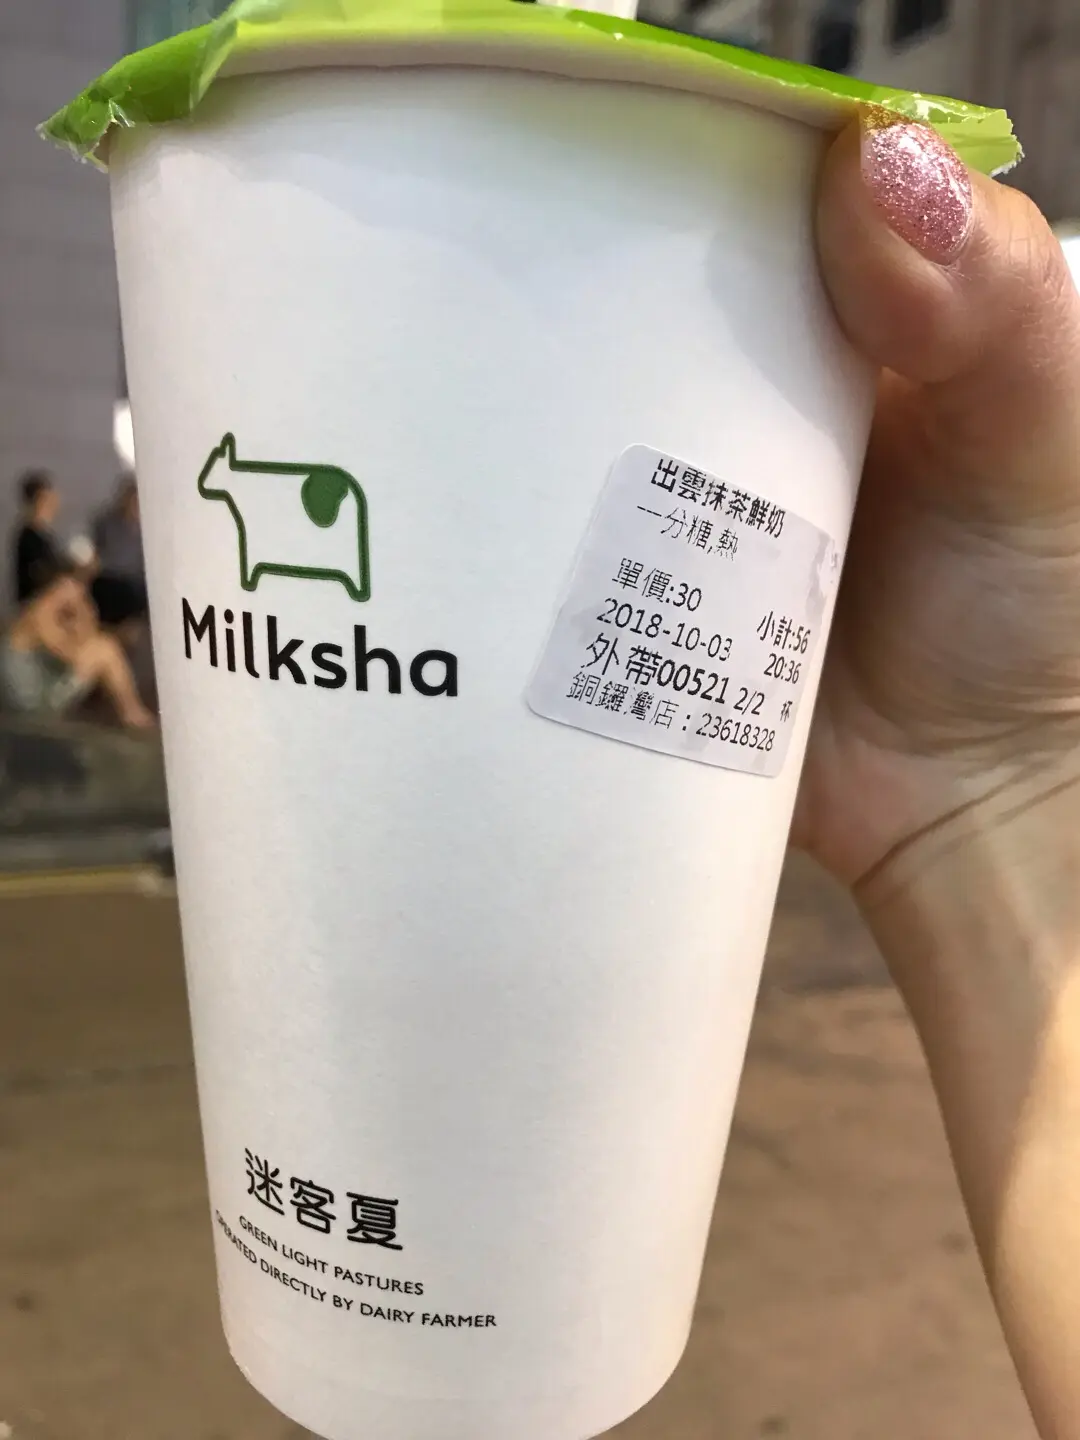 Milksha
出雲抹茶鮮奶
一分糖,熱
單價:30 小計:56
2018-10-03 20:36
外帶00521 2/2 杯
銅鑼灣店：23618328
迷客夏
GREEN LIGHT PASTURES
OPERATED DIRECTLY BY DAIRY FARMER